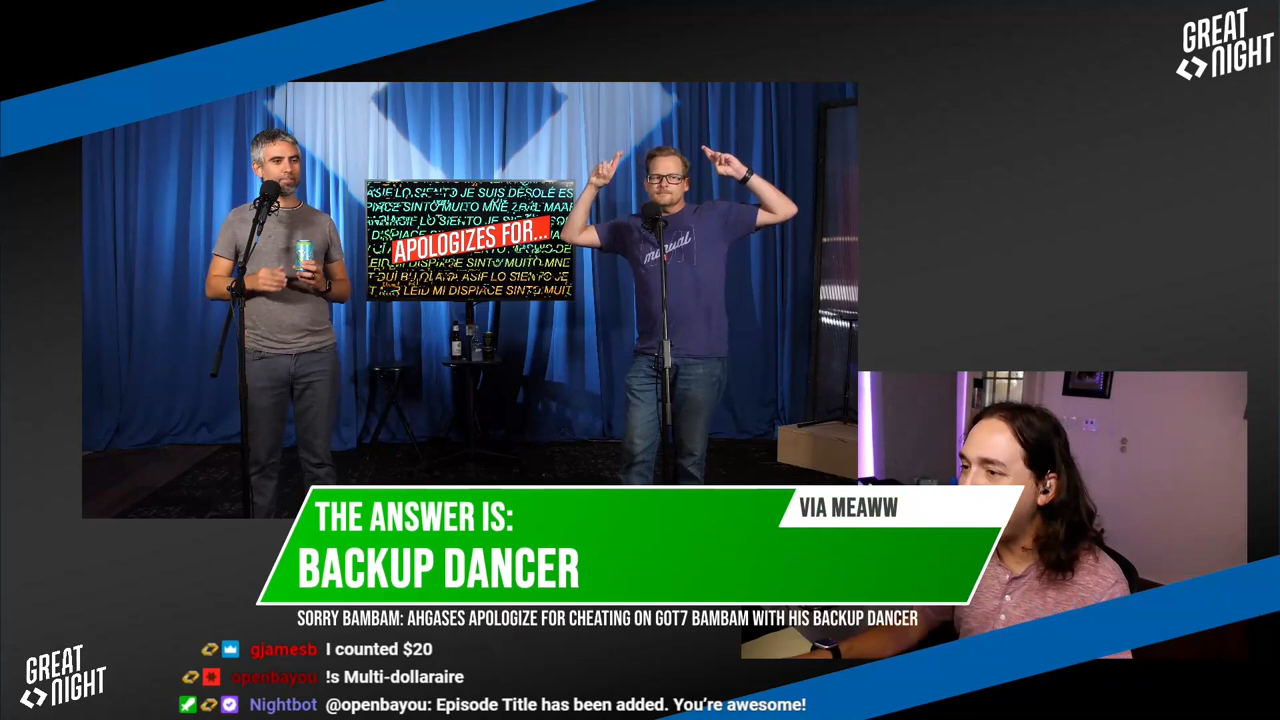 GREAT
NIGHT
APOLOGIZES FOR...
manual
THE ANSWER IS:
VIA MEAWW
BACKUP DANCER
SORRY BAMBAM: AHGASES APOLOGIZE FOR CHEATING ON GOT7 BAMBAM WITH HIS BACKUP DANCER
gjamesb I counted $20
openbayou !s Multi-dollaraire
Nightbot @openbayou: Episode Title has been added. You're awesome!
GREAT
NIGHT